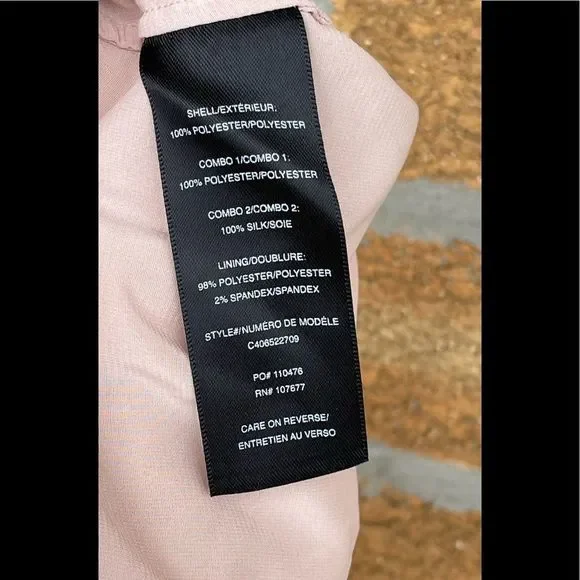 SHELL/EXTÉRIEUR:
100% POLYESTER/POLYESTER
COMBO 1/COMBO 1:
100% POLYESTER/POLYESTER
COMBO 2/COMBO 2:
100% SILK/SOIE
LINING/DOUBLURE:
98% POLYESTER/POLYESTER
2% SPANDEX/SPANDEX
STYLE#/NUMÉRO DE MODÈLE
C406522709
PO# 110476
RN# 107677
CARE ON REVERSE/
ENTRETIEN AU VERSO